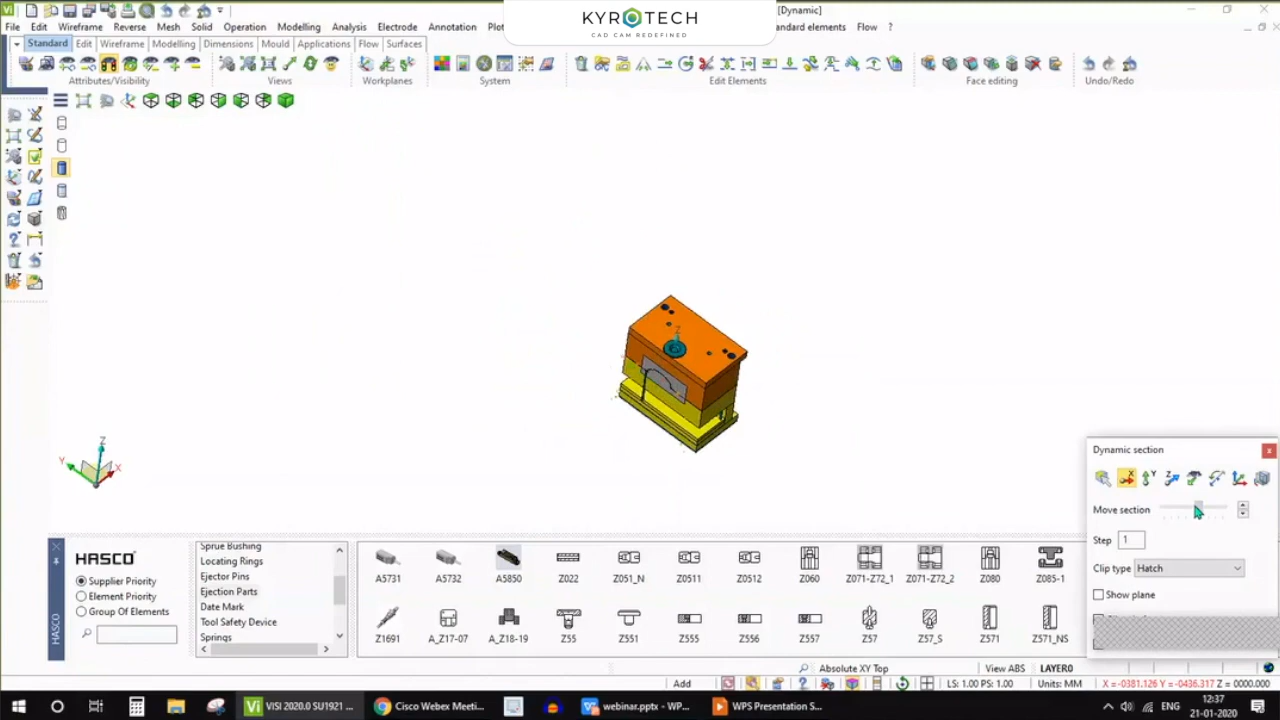 Vi
[Dynamic]
KYROTECH
CAD CAM REDEFINED
File Edit Wireframe Reverse Mesh Solid Operation Modelling Analysis Electrode Annotation Plot
tandard elements Flow ?
Standard Edit Wireframe Modelling Dimensions Mould Applications Flow Surfaces
Attributes/Visibility Views Workplanes System Edit Elements Face editing Undo/Redo
Z
Z
Y X
Dynamic section
X Y Z
Move section
Step 1
Clip type Hatch
Show plane
HASCO
HASCO
Supplier Priority
Element Priority
Group Of Elements
Sprue Bushing
Locating Rings
Ejector Pins
Ejection Parts
Date Mark
Tool Safety Device
Springs
A5731 A5732 A5850 Z022 Z051_N Z0511 Z0512 Z060 Z071-Z72_1 Z071-Z72_2 Z080 Z085-1
Z1691 A_Z17-07 A_Z18-19 Z55 Z551 Z555 Z556 Z557 Z57 Z57_S Z571 Z571_NS
Absolute XY Top View ABS LAYER0
Add LS: 1.00 PS: 1.00 Units: MM X = -0381.126 Y = -0436.317 Z = 0000.000
VISI 2020.0 SU1921 ... Cisco Webex Meeti... webinar.pptx - WP... WPS Presentation S...
ENG
12:37
21-01-2020